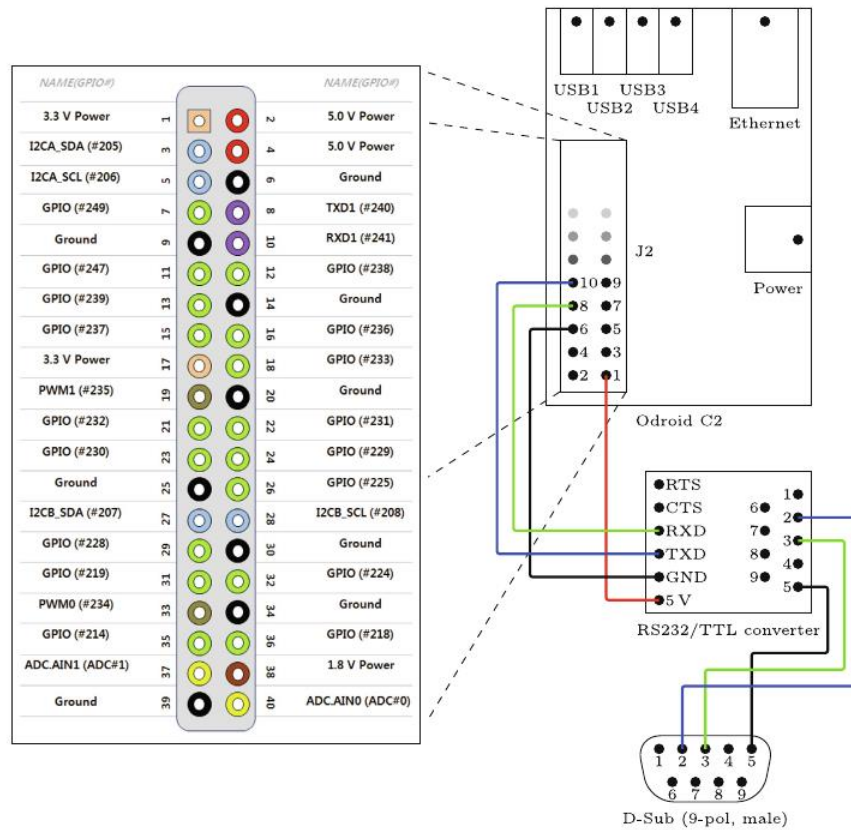 NAME(GPIO#) NAME(GPIO#)
3.3 V Power 1 2 5.0 V Power
I2CA_SDA (#205) 3 4 5.0 V Power
I2CA_SCL (#206) 5 6 Ground
GPIO (#249) 7 8 TXD1 (#240)
Ground 9 10 RXD1 (#241)
GPIO (#247) 11 12 GPIO (#238)
GPIO (#239) 13 14 Ground
GPIO (#237) 15 16 GPIO (#236)
3.3 V Power 17 18 GPIO (#233)
PWM1 (#235) 19 20 Ground
GPIO (#232) 21 22 GPIO (#231)
GPIO (#230) 23 24 GPIO (#229)
Ground 25 26 GPIO (#225)
I2CB_SDA (#207) 27 28 I2CB_SCL (#208)
GPIO (#228) 29 30 Ground
GPIO (#219) 31 32 GPIO (#224)
PWM0 (#234) 33 34 Ground
GPIO (#214) 35 36 GPIO (#218)
ADC.AIN1 (ADC#1) 37 38 1.8 V Power
Ground 39 40 ADC.AIN0 (ADC#0)
USB1 USB3
USB2 USB4
Ethernet
J2
Power
10 9
8 7
6 5
4 3
2 1
Odroid C2
RTS 1
CTS 6 2
RXD 7 3
TXD 8 4
GND 9 5
5 V
RS232/TTL converter
1 2 3 4 5
6 7 8 9
D-Sub (9-pol, male)